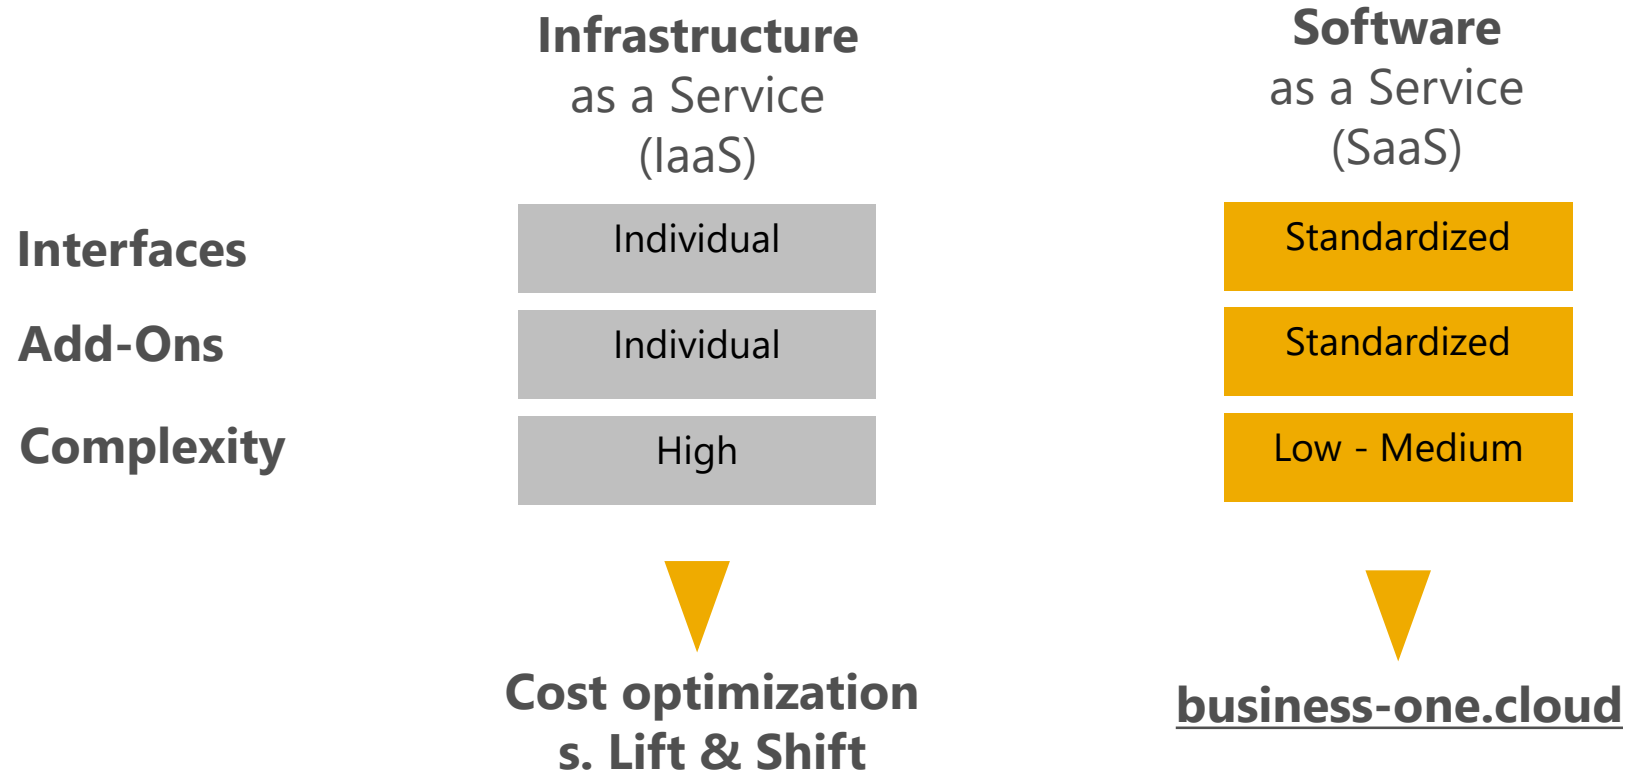 Infrastructure
as a Service
(IaaS)
Software
as a Service
(SaaS)
Interfaces
Individual
Standardized
Add-Ons
Individual
Standardized
Complexity
High
Low - Medium
Cost optimization
s. Lift & Shift
business-one.cloud